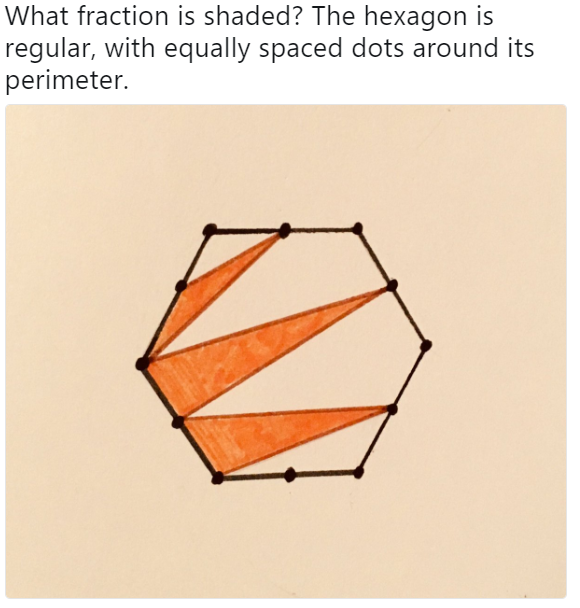 What fraction is shaded? The hexagon is
regular, with equally spaced dots around its
perimeter.